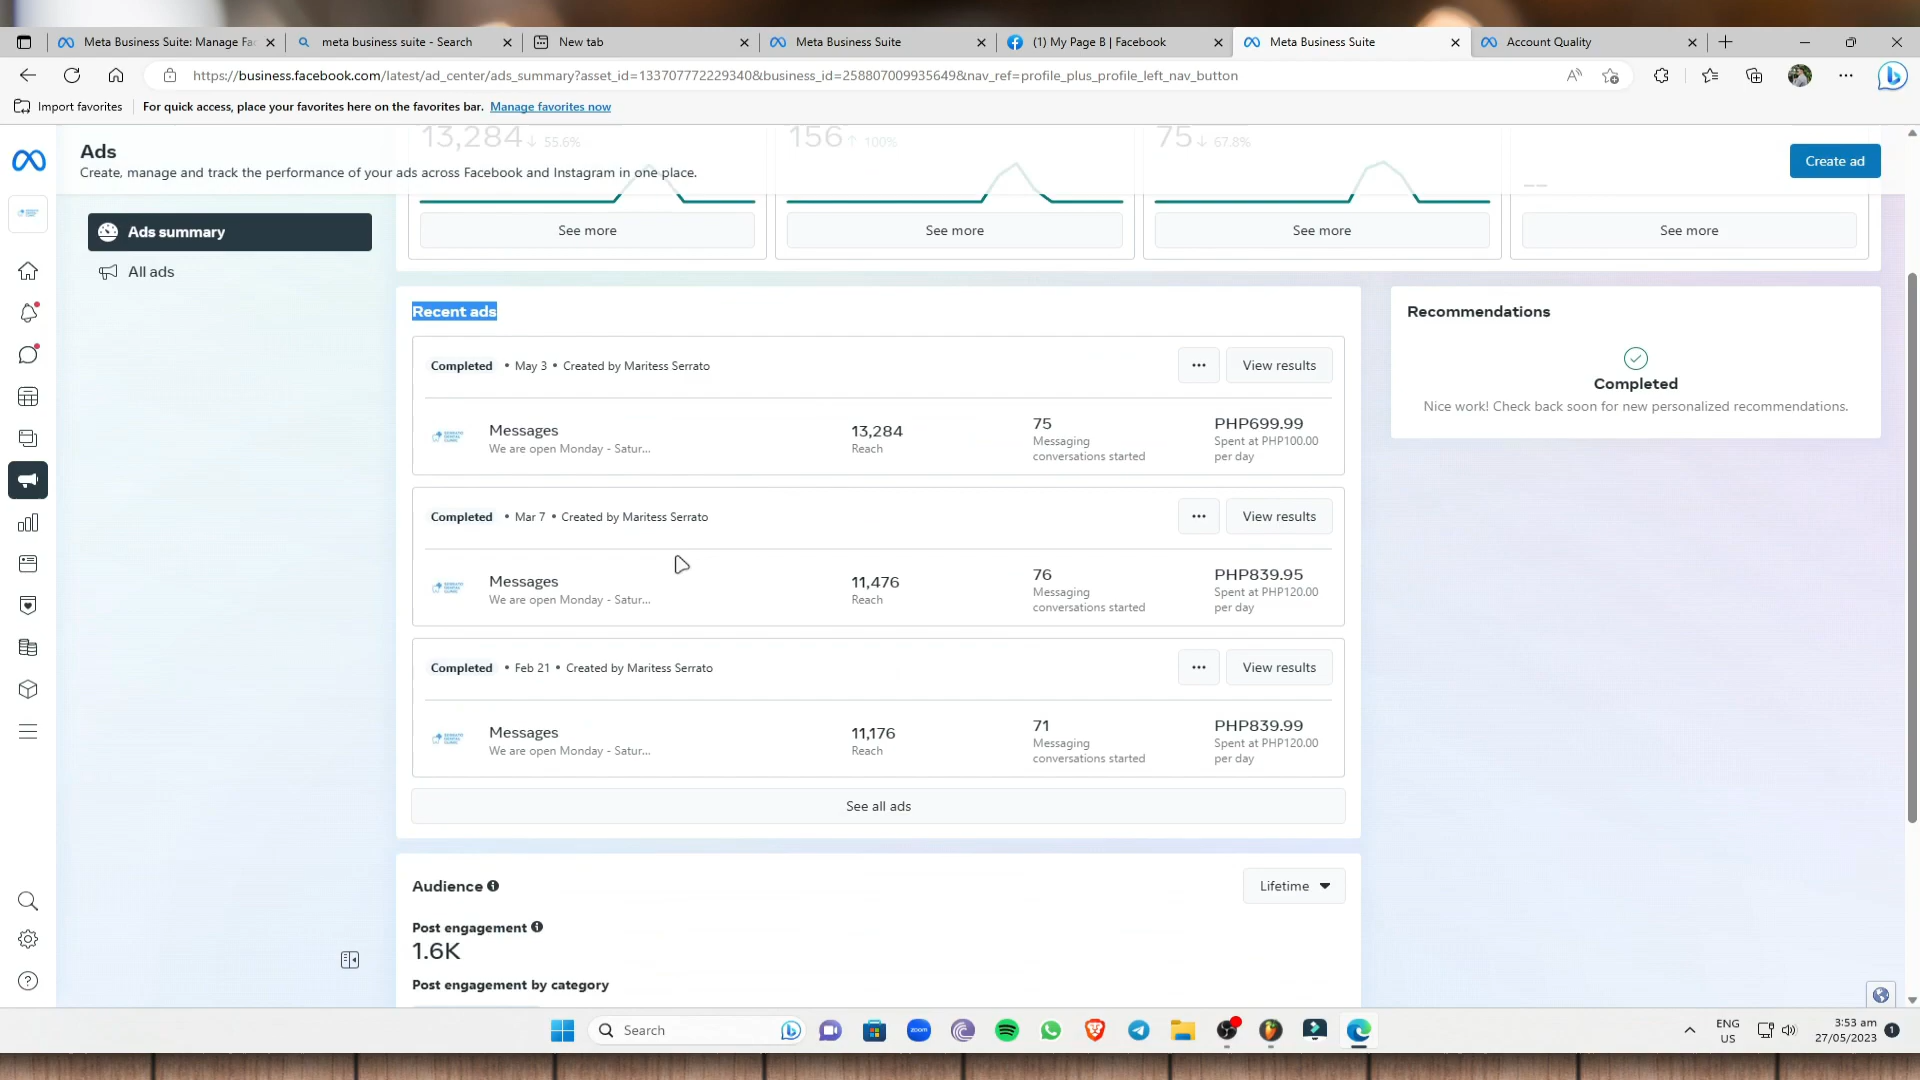 Meta Business Suite: Manage Fa
meta business suite - Search
New tab
Meta Business Suite
(1) My Page B | Facebook
Meta Business Suite
Account Quality
https://business.facebook.com/latest/ad_center/ads_summary?asset_id=133707772229340&business_id=258807009935649&nav_ref=profile_plus_profile_left_nav_button
Import favorites
For quick access, place your favorites here on the favorites bar. Manage favorites now
Ads
Create, manage and track the performance of your ads across Facebook and Instagram in one place.
Create ad
13,284 ↓ 55.6%
156 ↑ 100%
75 ↓ 67.8%
--
Ads summary
All ads
See more
See more
See more
See more
Recent ads
Completed • May 3 • Created by Maritess Serrato
... View results
Messages
We are open Monday - Satur...
13,284
Reach
75
Messaging
conversations started
PHP699.99
Spent at PHP100.00
per day
Completed • Mar 7 • Created by Maritess Serrato
... View results
Messages
We are open Monday - Satur...
11,476
Reach
76
Messaging
conversations started
PHP839.95
Spent at PHP120.00
per day
Completed • Feb 21 • Created by Maritess Serrato
... View results
Messages
We are open Monday - Satur...
11,176
Reach
71
Messaging
conversations started
PHP839.99
Spent at PHP120.00
per day
See all ads
Recommendations
Completed
Nice work! Check back soon for new personalized recommendations.
Audience
Lifetime
Post engagement
1.6K
Post engagement by category
Search
zoom
ENG
US
3:53 am
27/05/2023
1